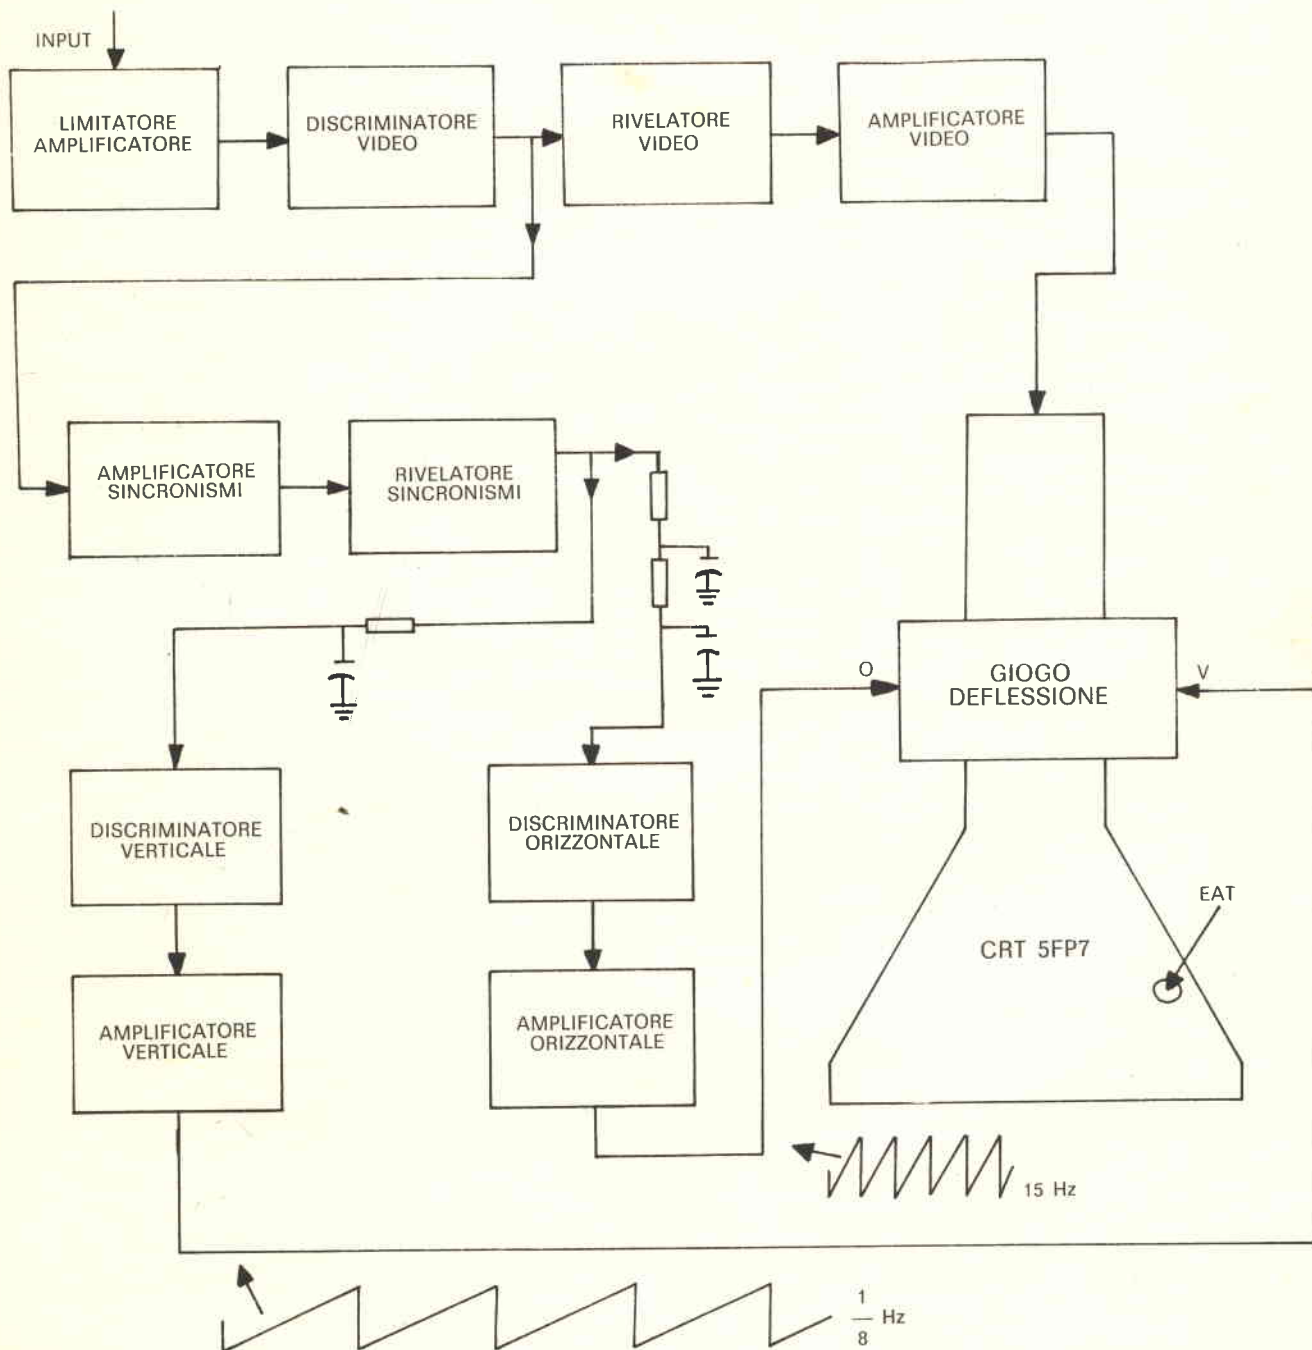 INPUT
LIMITATORE
AMPLIFICATORE
DISCRIMINATORE
VIDEO
RIVELATORE
VIDEO
AMPLIFICATORE
VIDEO
AMPLIFICATORE
SINCRONISMI
RIVELATORE
SINCRONISMI
O
GIOGO
DEFLESSIONE
V
DISCRIMINATORE
VERTICALE
DISCRIMINATORE
ORIZZONTALE
EAT
CRT 5FP7
AMPLIFICATORE
VERTICALE
AMPLIFICATORE
ORIZZONTALE
15 Hz
1
8 Hz